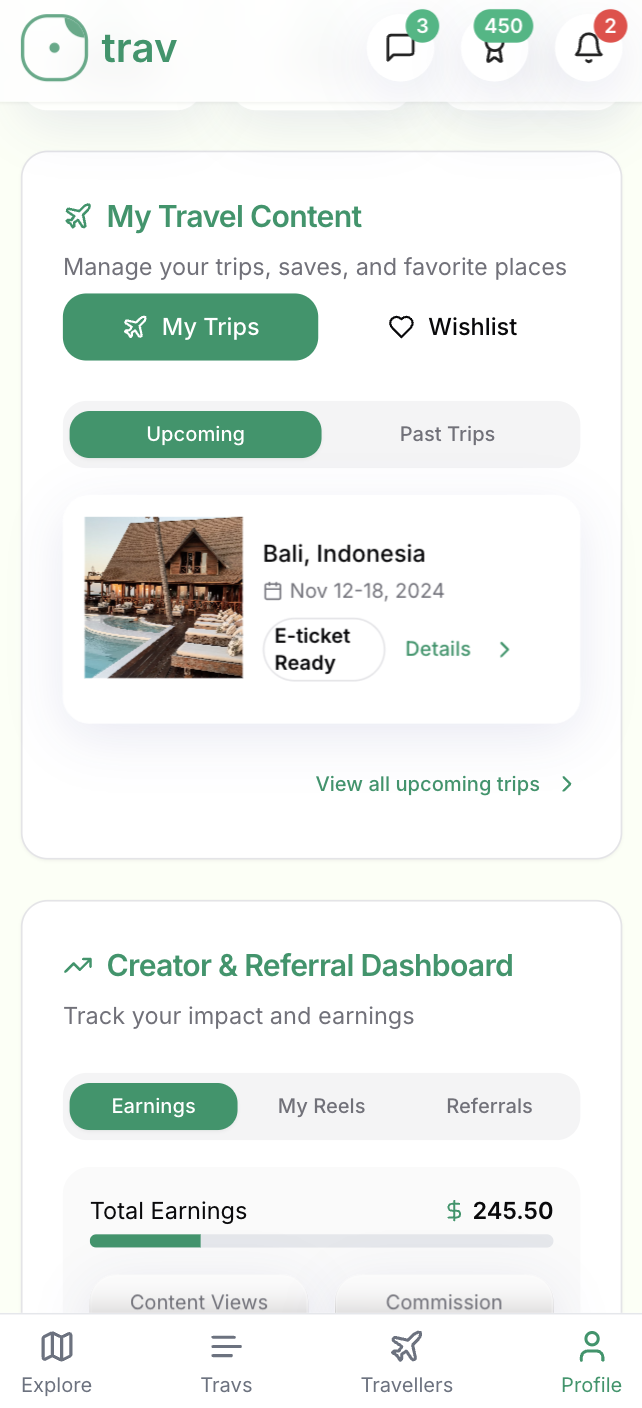 trav
3
450
2
My Travel Content
Manage your trips, saves, and favorite places
My Trips
Wishlist
Upcoming
Past Trips
Bali, Indonesia
Nov 12-18, 2024
E-ticket
Ready
Details
View all upcoming trips
Creator & Referral Dashboard
Track your impact and earnings
Earnings
My Reels
Referrals
Total Earnings
$ 245.50
Content Views
Commission
Explore
Travs
Travellers
Profile